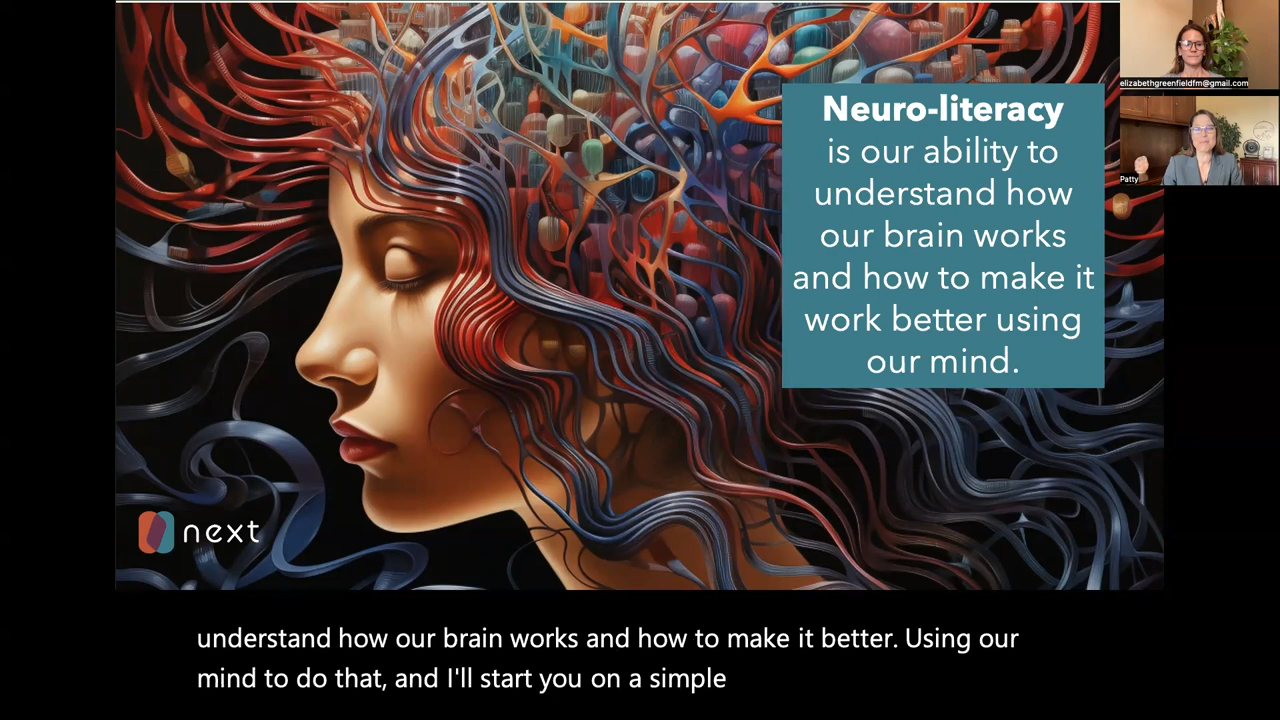 Neuro-literacy
is our ability to
understand how
our brain works
and how to make it
work better using
our mind.
elizabethgreenfieldfm@gmail.com
Patty
next
understand how our brain works and how to make it better. Using our
mind to do that, and I'll start you on a simple